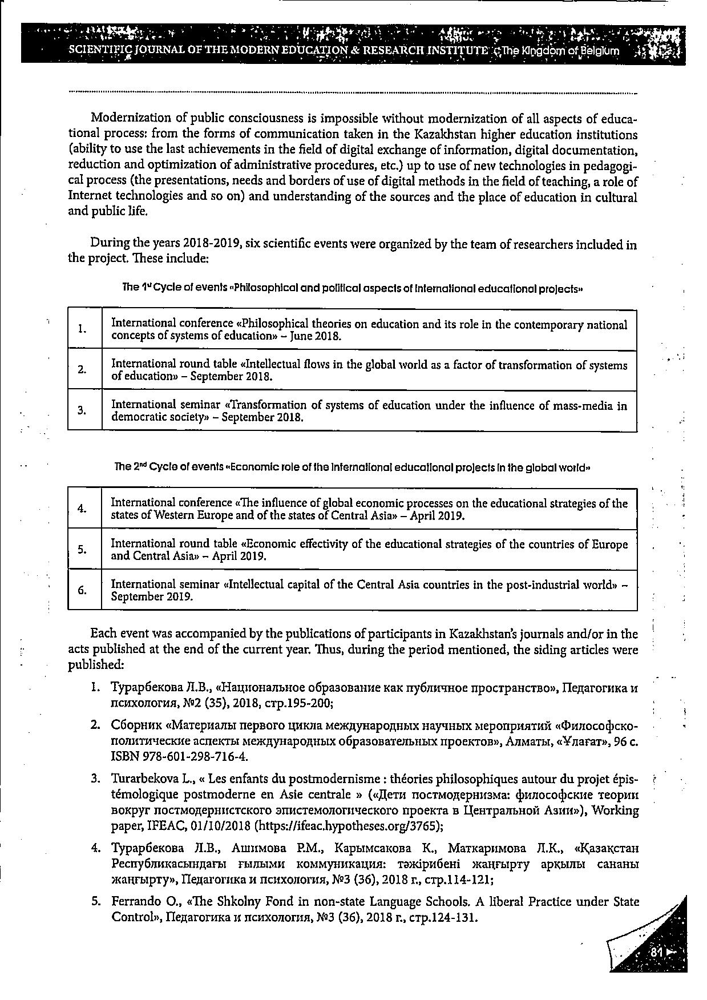 SCIENTIFIC JOURNAL OF THE MODERN EDUCATION & RESEARCH INSTITUTE The Kingdom of Belgium
Modernization of public consciousness is impossible without modernization of all aspects of educa-
tional process: from the forms of communication taken in the Kazakhstan higher education institutions
(ability to use the last achievements in the field of digital exchange of information, digital documentation,
reduction and optimization of administrative procedures, etc.) up to use of new technologies in pedagogi-
cal process (the presentations, needs and borders of use of digital methods in the field of teaching, a role of
Internet technologies and so on) and understanding of the sources and the place of education in cultural
and public life.
During the years 2018-2019, six scientific events were organized by the team of researchers included in
the project. These include:
The 1st Cycle of events «Philosophical and political aspects of international educational projects»
1.
International conference «Philosophical theories on education and its role in the contemporary national
concepts of systems of education» – June 2018.
2.
International round table «Intellectual flows in the global world as a factor of transformation of systems
of education» – September 2018.
3.
International seminar «Transformation of systems of education under the influence of mass-media in
democratic society» – September 2018.
The 2nd Cycle of events «Economic role of the international educational projects in the global world»
4.
International conference «The influence of global economic processes on the educational strategies of the
states of Western Europe and of the states of Central Asia» – April 2019.
5.
International round table «Economic effectivity of the educational strategies of the countries of Europe
and Central Asia» – April 2019.
6.
International seminar «Intellectual capital of the Central Asia countries in the post-industrial world» –
September 2019.
Each event was accompanied by the publications of participants in Kazakhstan's journals and/or in the
acts published at the end of the current year. Thus, during the period mentioned, the siding articles were
published:
1. Турарбекова Л.В., «Национальное образование как публичное пространство», Педагогика и
психология, №2 (35), 2018, стр.195-200;
2. Сборник «Материалы первого цикла международных научных мероприятий «Философско-
политические аспекты международных образовательных проектов», Алматы, «Ұлағат», 96 с.
ISBN 978-601-298-716-4.
3. Turarbekova L., « Les enfants du postmodernisme : théories philosophiques autour du projet épis-
témologique postmoderne en Asie centrale » («Дети постмодернизма: философские теории
вокруг постмодернистского эпистемологического проекта в Центральной Азии»), Working
paper, IFEAC, 01/10/2018 (https://ifeac.hypotheses.org/3765);
4. Турарбекова Л.В., Ашимова Р.М., Карымсакова К., Маткаримова Л.К., «Қазақстан
Республикасындағы ғылыми коммуникация: тәжірибені жаңғырту арқылы сананы
жаңғырту», Педагогика и психология, №3 (36), 2018 г., стр.114-121;
5. Ferrando O., «The Shkolny Fond in non-state Language Schools. A liberal Practice under State
Control», Педагогика и психология, №3 (36), 2018 г., стр.124-131.
81